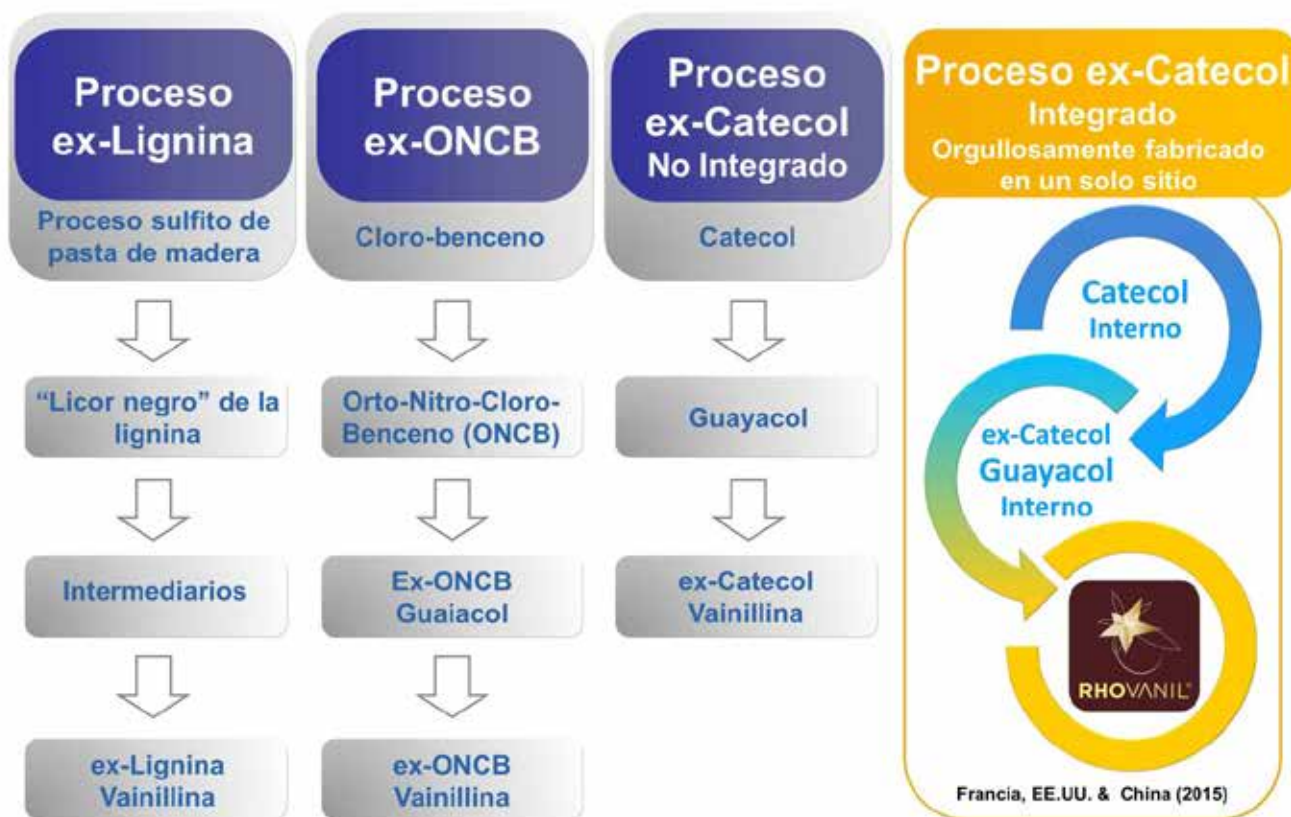 Proceso
ex-Lignina
Proceso sulfito de
pasta de madera
“Licor negro” de la
lignina
Intermediarios
ex-Lignina
Vainillina
Proceso
ex-ONCB
Cloro-benceno
Orto-Nitro-Cloro-
Benceno (ONCB)
Ex-ONCB
Guaiacol
ex-ONCB
Vainillina
Proceso
ex-Catecol
No Integrado
Catecol
Guayacol
ex-Catecol
Vainillina
Proceso ex-Catecol
Integrado
Orgullosamente fabricado
en un solo sitio
Catecol
Interno
ex-Catecol
Guayacol
Interno
RHOVANIL®
Francia, EE.UU. & China (2015)